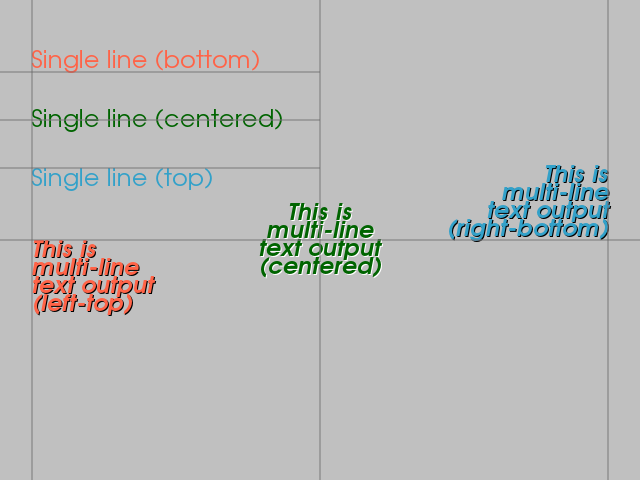 Single line (bottom)
Single line (centered)
Single line (top)
This is
multi-line
text output
(left-top)
This is
multi-line
text output
(centered)
This is
multi-line
text output
(right-bottom)